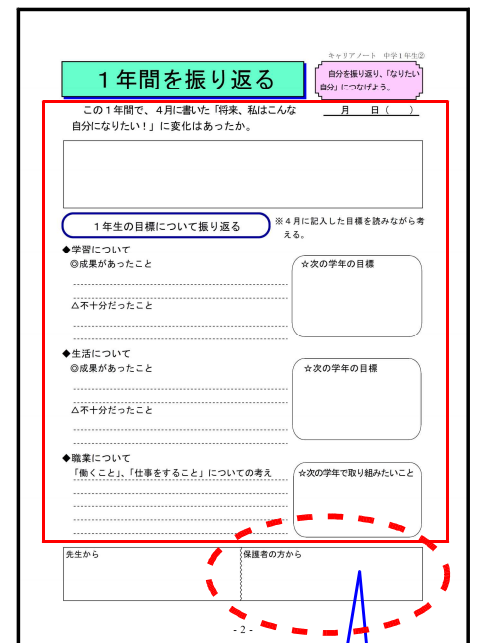 キャリアノート 中学1年生②
1年間を振り返る
自分を振り返り、「なりたい
自分」につなげよう。
この1年間で、4月に書いた「将来、私はこんな
自分になりたい!」に変化はあったか。
月 日( )
1年生の目標について振り返る
※4月に記入した目標を読みながら考
える。
◆学習について
◎成果があったこと
☆次の学年の目標
△不十分だったこと
◆生活について
◎成果があったこと
☆次の学年の目標
△不十分だったこと
◆職業について
「働くこと」、「仕事をすること」についての考え
☆次の学年で取り組みたいこと
先生から
保護者の方から
- 2 -